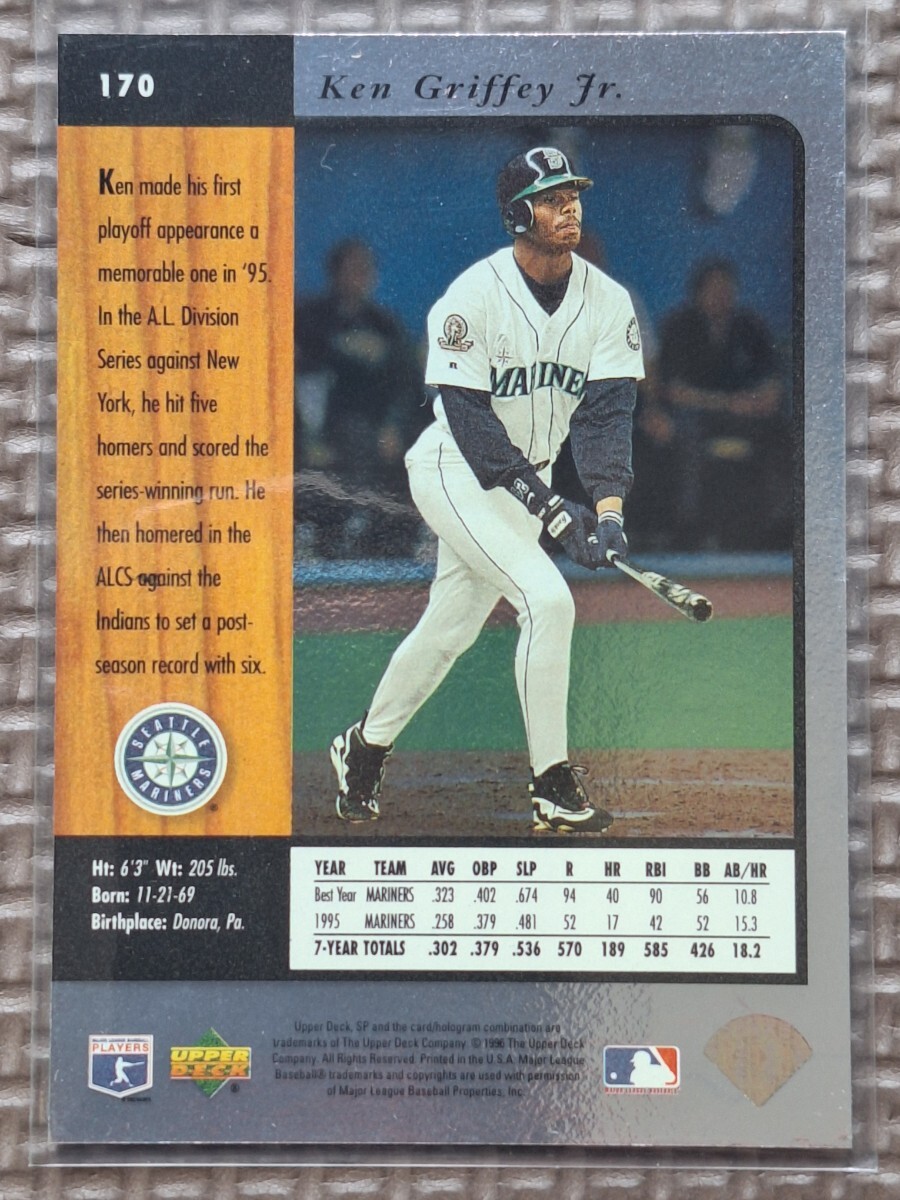 170
Ken Griffey Jr.
Ken made his first
playoff appearance a
memorable one in '95.
In the A.L. Division
Series against New
York, he hit five
homers and scored the
series-winning run. He
then homered in the
ALCS against the
Indians to set a post-
season record with six.
MARINE
SEATTLE
MARINERS
Ht: 6'3" Wt: 205 lbs.
Born: 11-21-69
Birthplace: Donora, Pa.
YEAR TEAM AVG OBP SLP R HR RBI BB AB/HR
Best Year MARINERS .323 .402 .674 94 40 90 56 10.8
1995 MARINERS .258 .379 .481 52 17 42 52 15.3
7-YEAR TOTALS .302 .379 .536 570 189 585 426 18.2
Upper Deck, SP and the card/hologram combination are
trademarks of The Upper Deck Company. © 1996 The Upper Deck
Company. All Rights Reserved. Printed in the U.S.A. Major League
Baseball® trademarks and copyrights are used with permission
of Major League Baseball Properties, Inc.
MAJOR LEAGUE BASEBALL
PLAYERS
UPPER
DECK
®
MAJOR LEAGUE BASEBALL